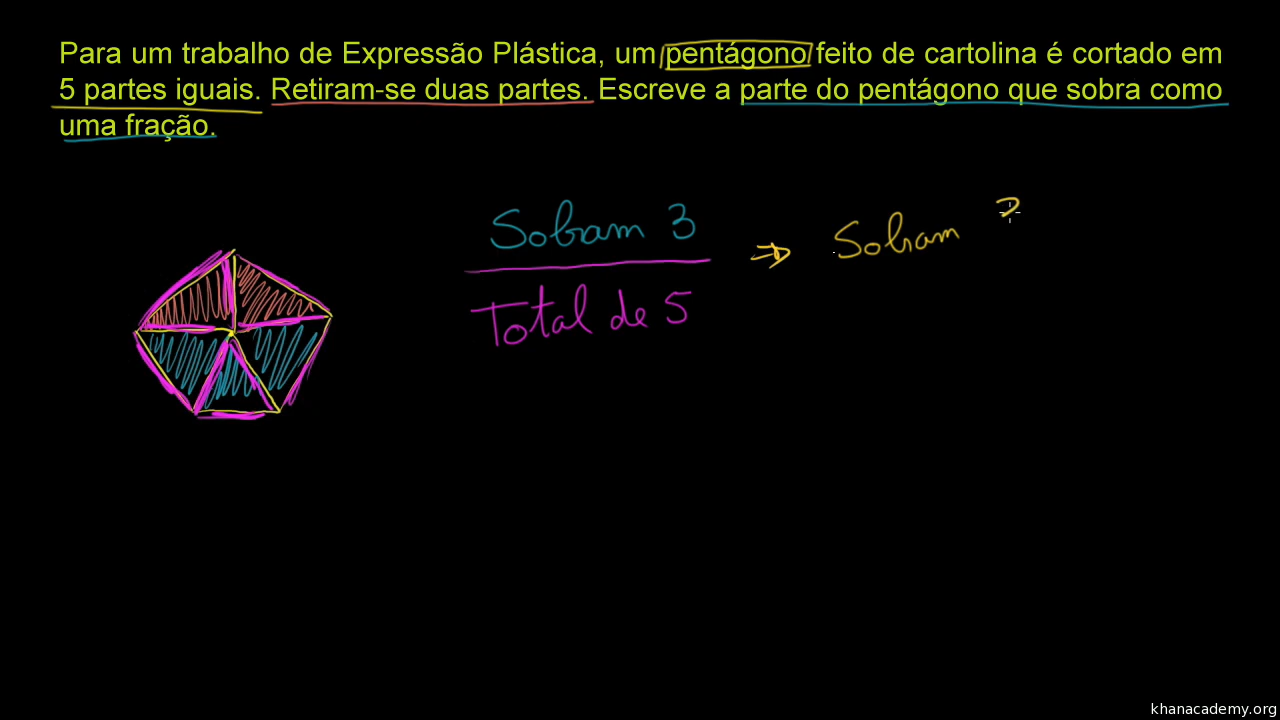 Para um trabalho de Expressão Plástica, um pentágono feito de cartolina é cortado em
5 partes iguais. Retiram-se duas partes. Escreve a parte do pentágono que sobra como
uma fração.
Sobram 3
Total de 5
⇒ Sobram
khanacademy.org